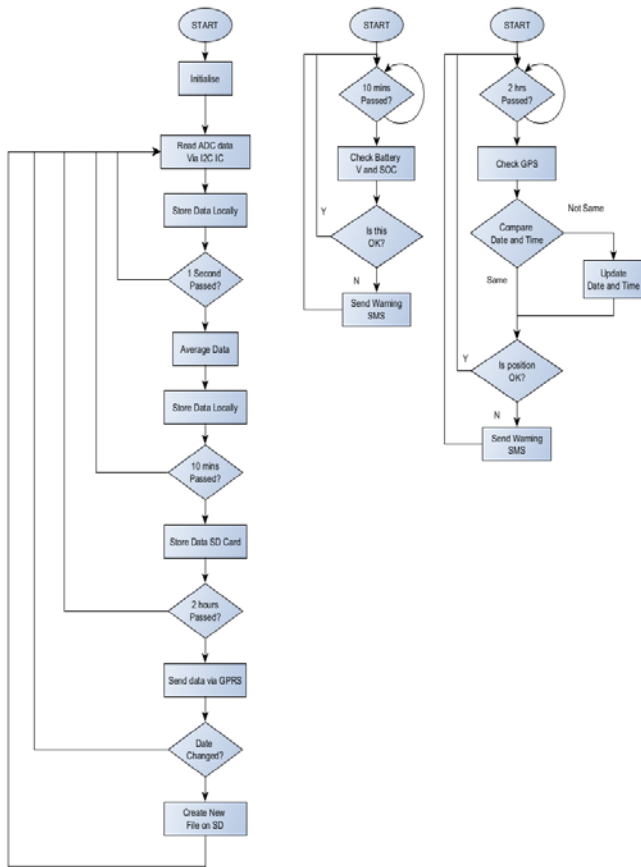 START
Initialise
Read ADC data
Via I2C IC
Store Data Locally
1 Second
Passed?
Average Data
Store Data Locally
10 mins
Passed?
Store Data SD Card
2 hours
Passed?
Send data via GPRS
Date
Changed?
Create New
File on SD
START
10 mins
Passed?
Check Battery
V and SOC
Y
Is this
OK?
N
Send Warning
SMS
START
2 hrs
Passed?
Check GPS
Not Same
Compare
Date and Time
Same
Update
Date and Time
Y
Is position
OK?
N
Send Warning
SMS